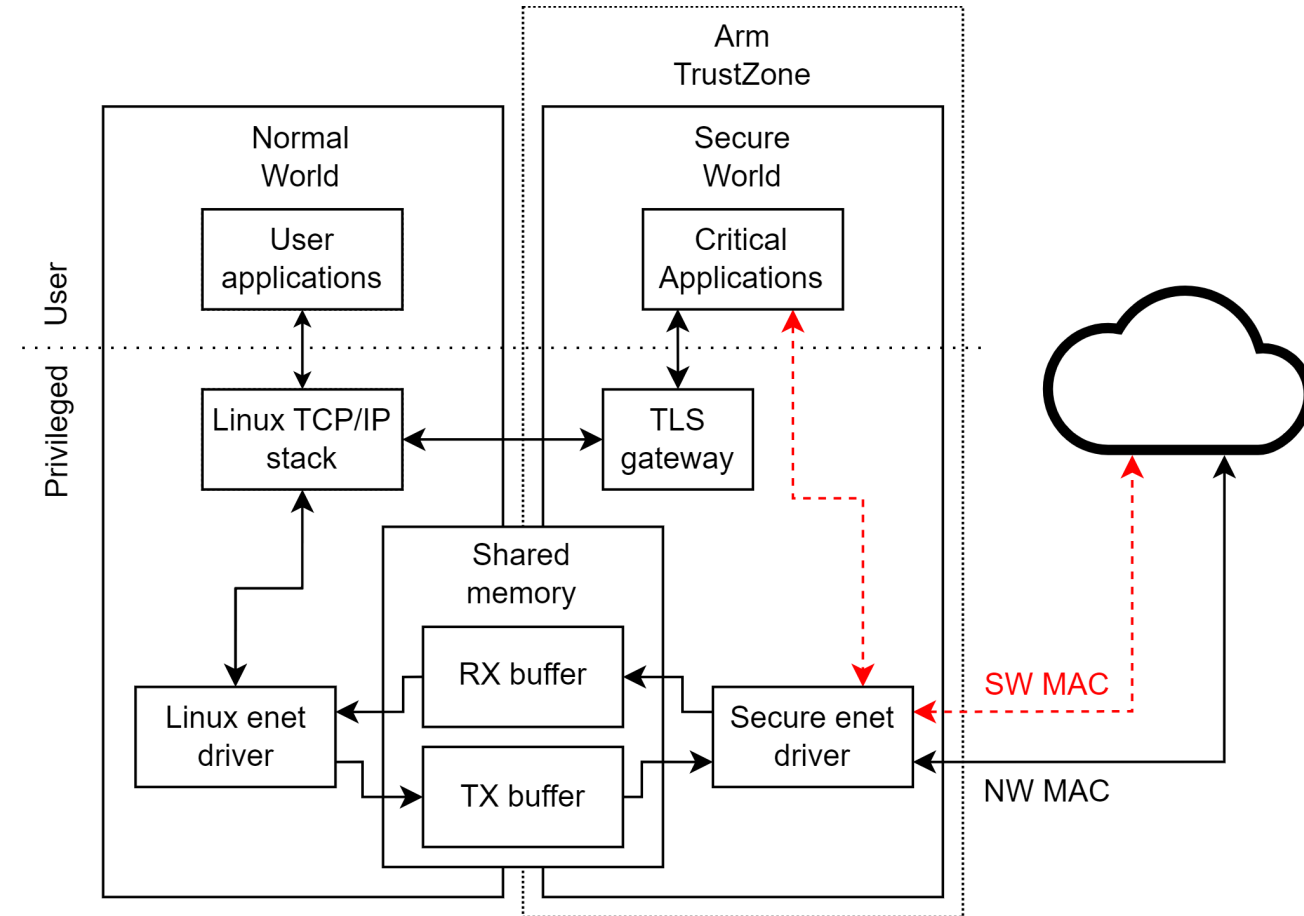 Arm
TrustZone
Normal
World
Secure
World
User
applications
Critical
Applications
User
Privileged
Linux TCP/IP
stack
TLS
gateway
Shared
memory
RX buffer
Linux enet
driver
Secure enet
driver
TX buffer
SW MAC
NW MAC